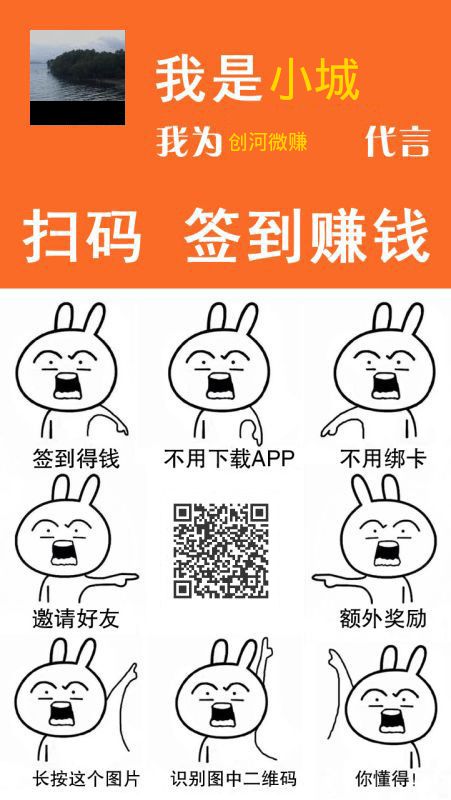 我是小城
我为创河微赚 代言
扫码 签到赚钱
签到得钱 不用下载APP 不用绑卡
邀请好友 额外奖励
长按这个图片 识别图中二维码 你懂得!